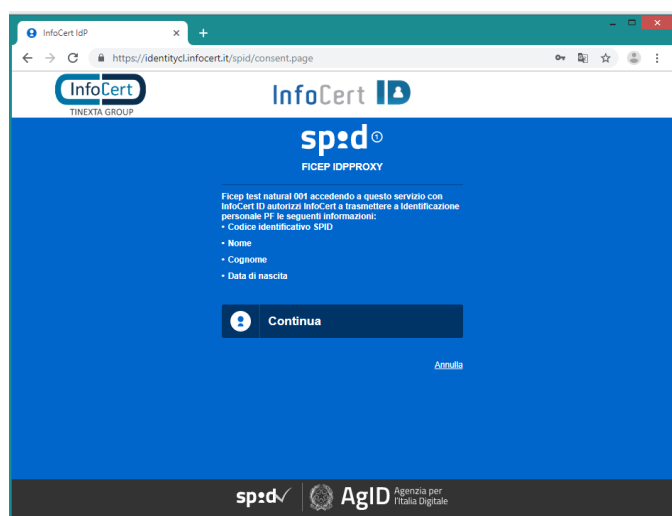 InfoCert IdP
https://identitycl.infocert.it/spid/consent.page
InfoCert
TINEXTA GROUP
InfoCert ID
spid 1
FICEP IDPPROXY
Ficep test natural 001 accedendo a questo servizio con
InfoCert ID autorizzi InfoCert a trasmettere a Identificazione
personale PF le seguenti informazioni:
• Codice identificativo SPID
• Nome
• Cognome
• Data di nascita
Continua
Annulla
spid
AgID Agenzia per
l'Italia Digitale